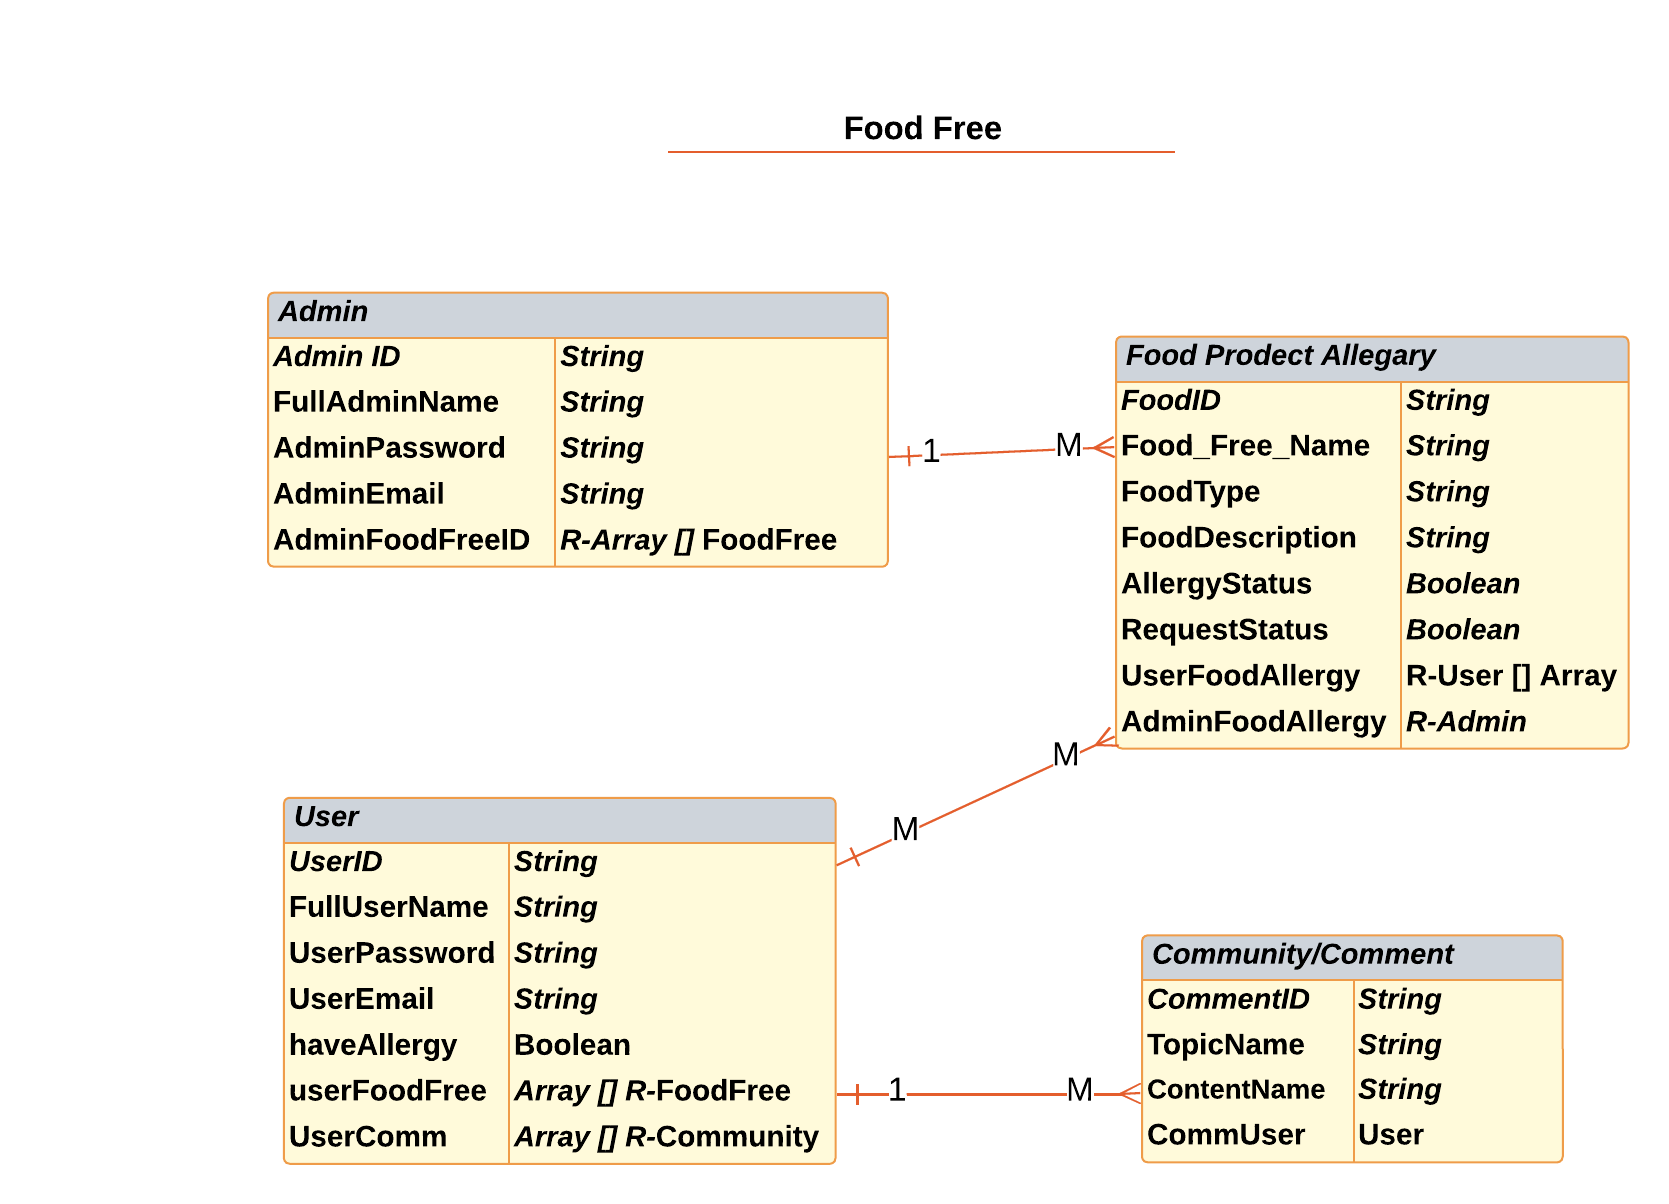 Food Free
Admin
Admin ID String
FullAdminName String
AdminPassword String
AdminEmail String
AdminFoodFreeID R-Array [] FoodFree
1 M
Food Prodect Allegary
FoodID String
Food_Free_Name String
FoodType String
FoodDescription String
AllergyStatus Boolean
RequestStatus Boolean
UserFoodAllergy R-User [] Array
AdminFoodAllergy R-Admin
M
M
User
UserID String
FullUserName String
UserPassword String
UserEmail String
haveAllergy Boolean
userFoodFree Array [] R-FoodFree
UserComm Array [] R-Community
1 M
Community/Comment
CommentID String
TopicName String
ContentName String
CommUser User